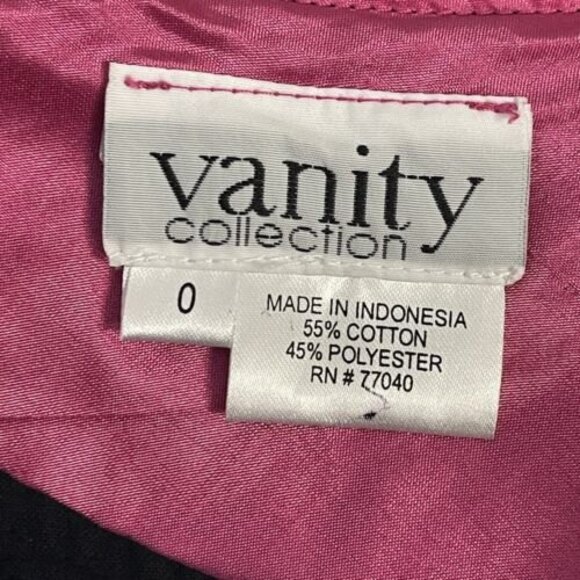 vanity
collection
0
MADE IN INDONESIA
55% COTTON
45% POLYESTER
RN # 77040